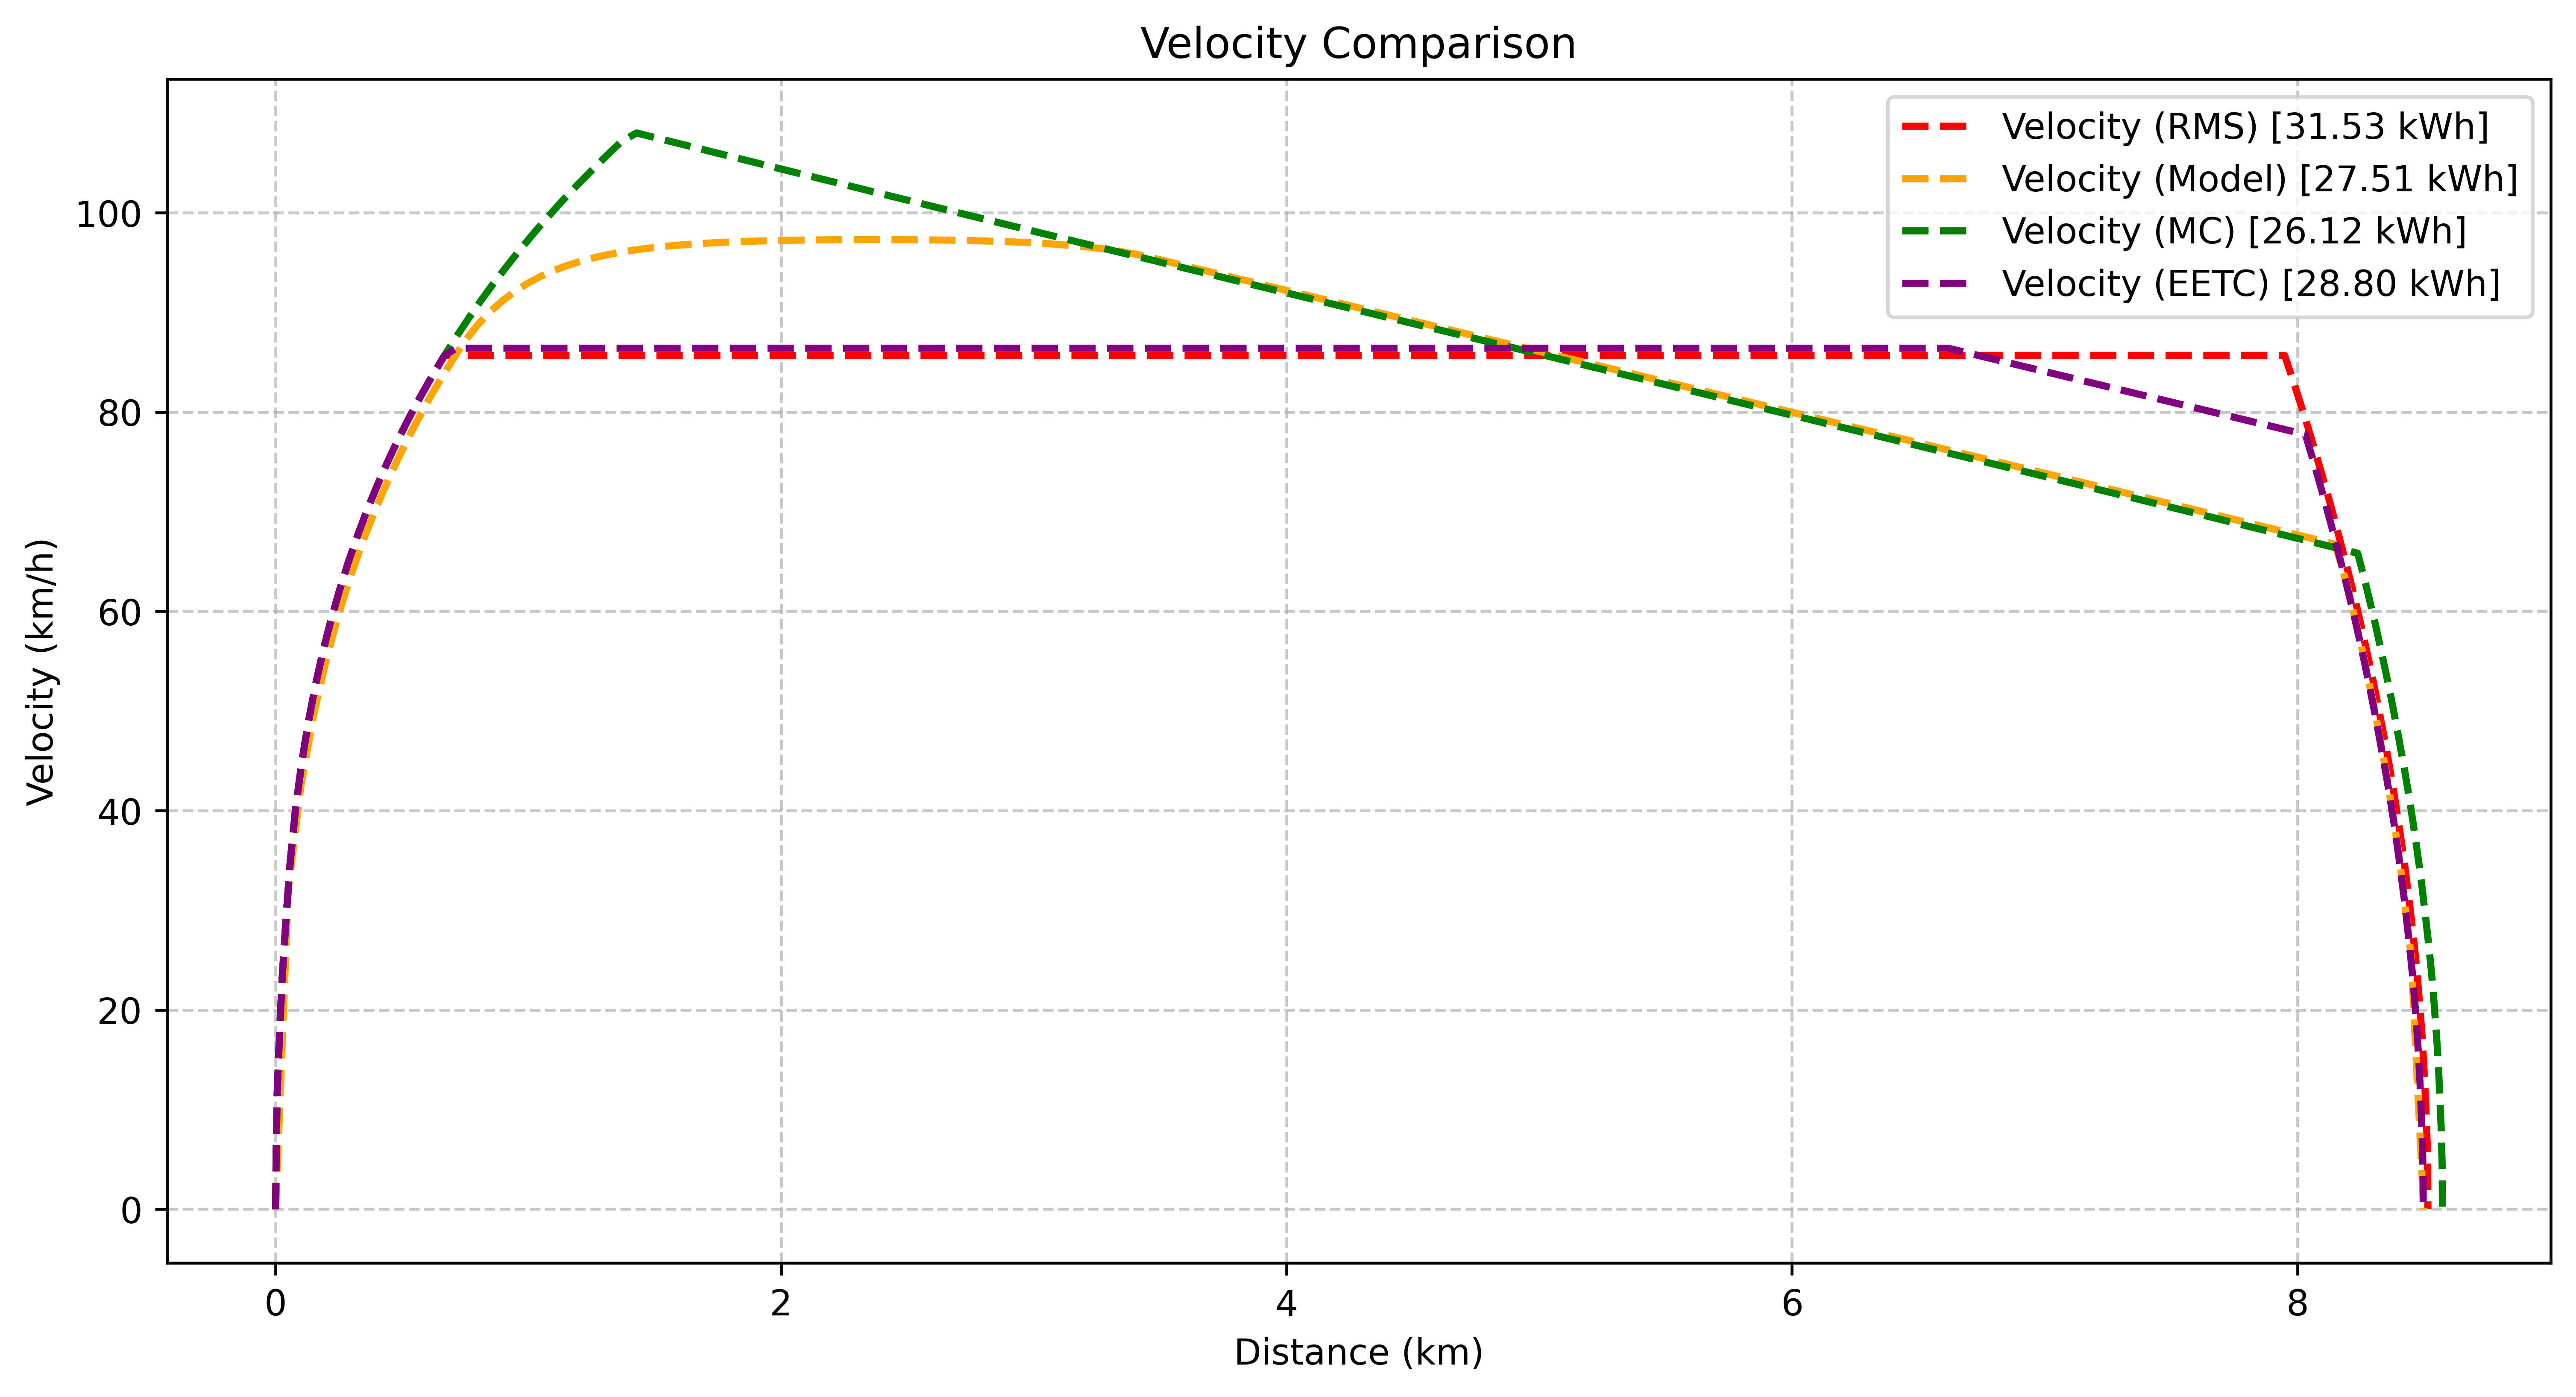 Velocity Comparison
Velocity (RMS) [31.53 kWh]
Velocity (Model) [27.51 kWh]
Velocity (MC) [26.12 kWh]
Velocity (EETC) [28.80 kWh]
Velocity (km/h)
100
80
60
40
20
0
0 2 4 6 8
Distance (km)